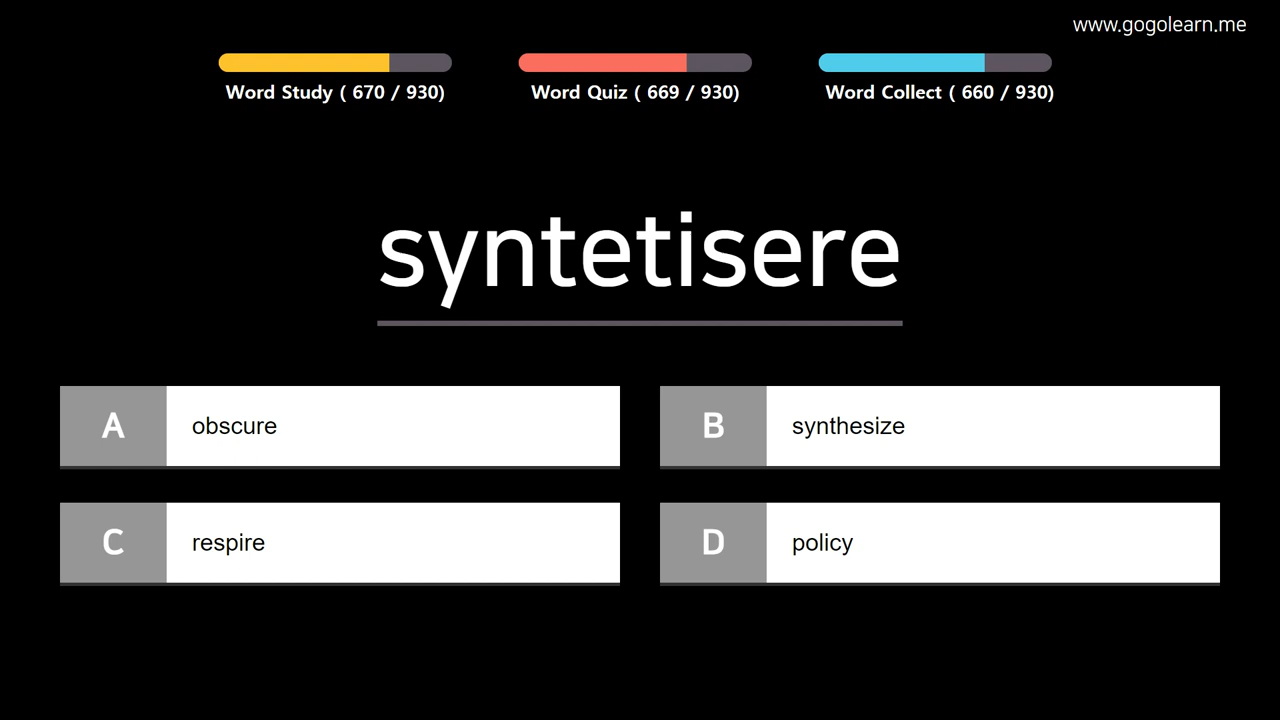 www.gogolearn.me
Word Study ( 670 / 930)
Word Quiz ( 669 / 930)
Word Collect ( 660 / 930)
syntetisere
A obscure
B synthesize
C respire
D policy